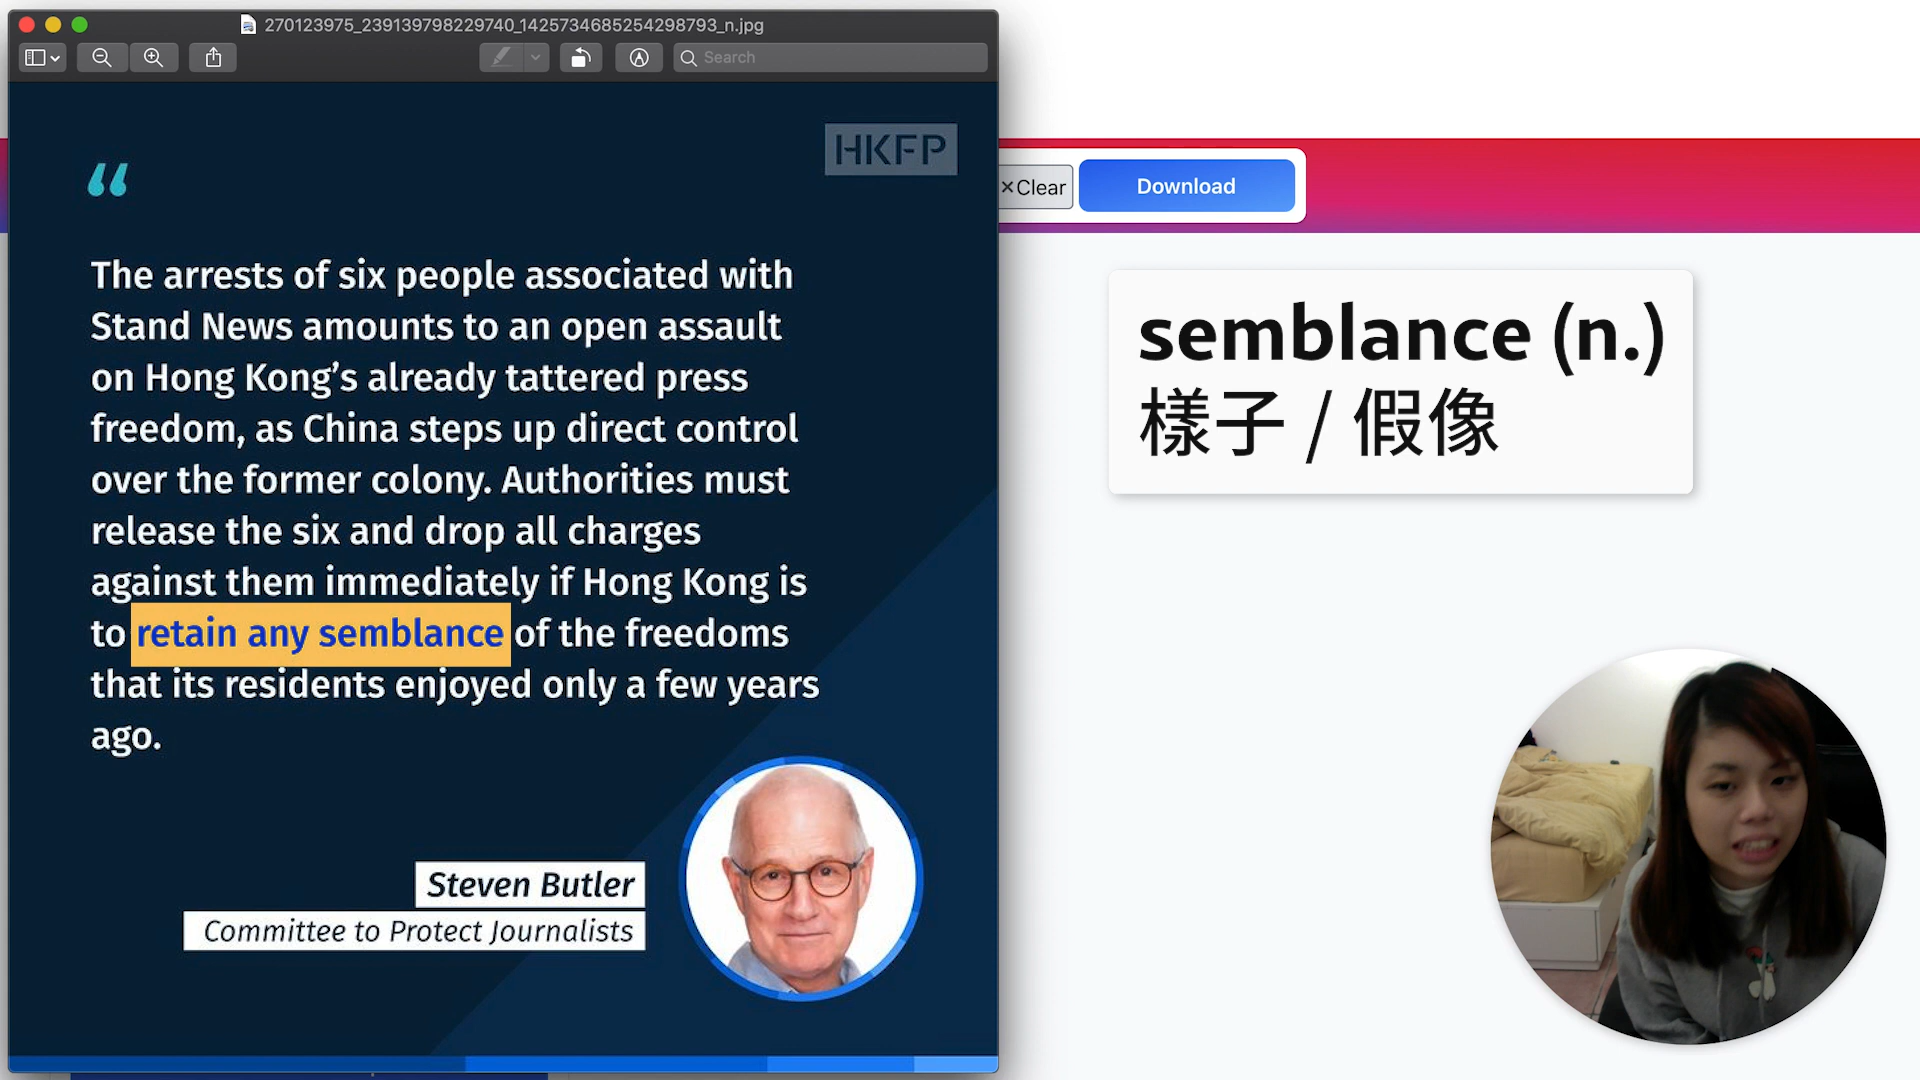 270123975_239139798229740_1425734685254298793_n.jpg
Search
HKFP
“
The arrests of six people associated with
Stand News amounts to an open assault
on Hong Kong’s already tattered press
freedom, as China steps up direct control
over the former colony. Authorities must
release the six and drop all charges
against them immediately if Hong Kong is
to retain any semblance of the freedoms
that its residents enjoyed only a few years
ago.
Steven Butler
Committee to Protect Journalists
×Clear
Download
semblance (n.)
樣子 / 假像